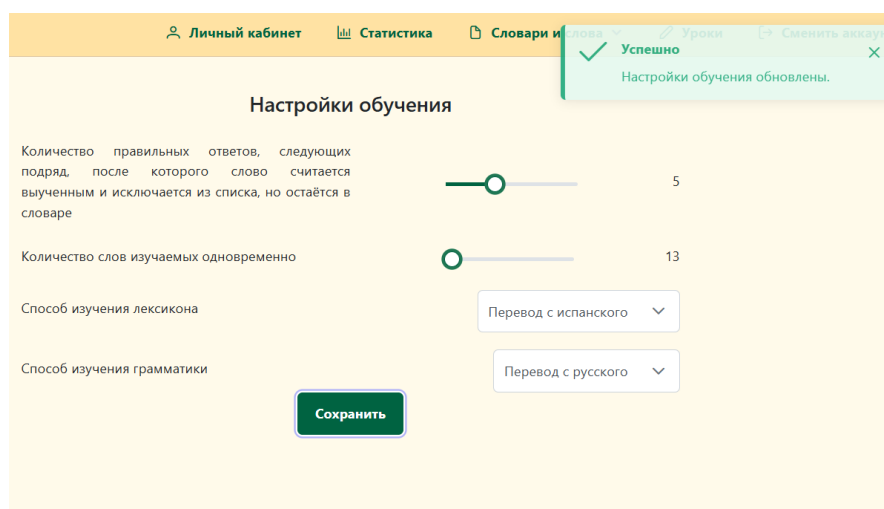 Личный кабинет
Статистика
Словари и слова
Уроки
Сменить аккаун
Успешно
Настройки обучения обновлены.
Настройки обучения
Количество правильных ответов, следующих
подряд, после которого слово считается
выученным и исключается из списка, но остаётся в
словаре
5
Количество слов изучаемых одновременно
13
Способ изучения лексикона
Перевод с испанского
Способ изучения грамматики
Перевод с русского
Сохранить